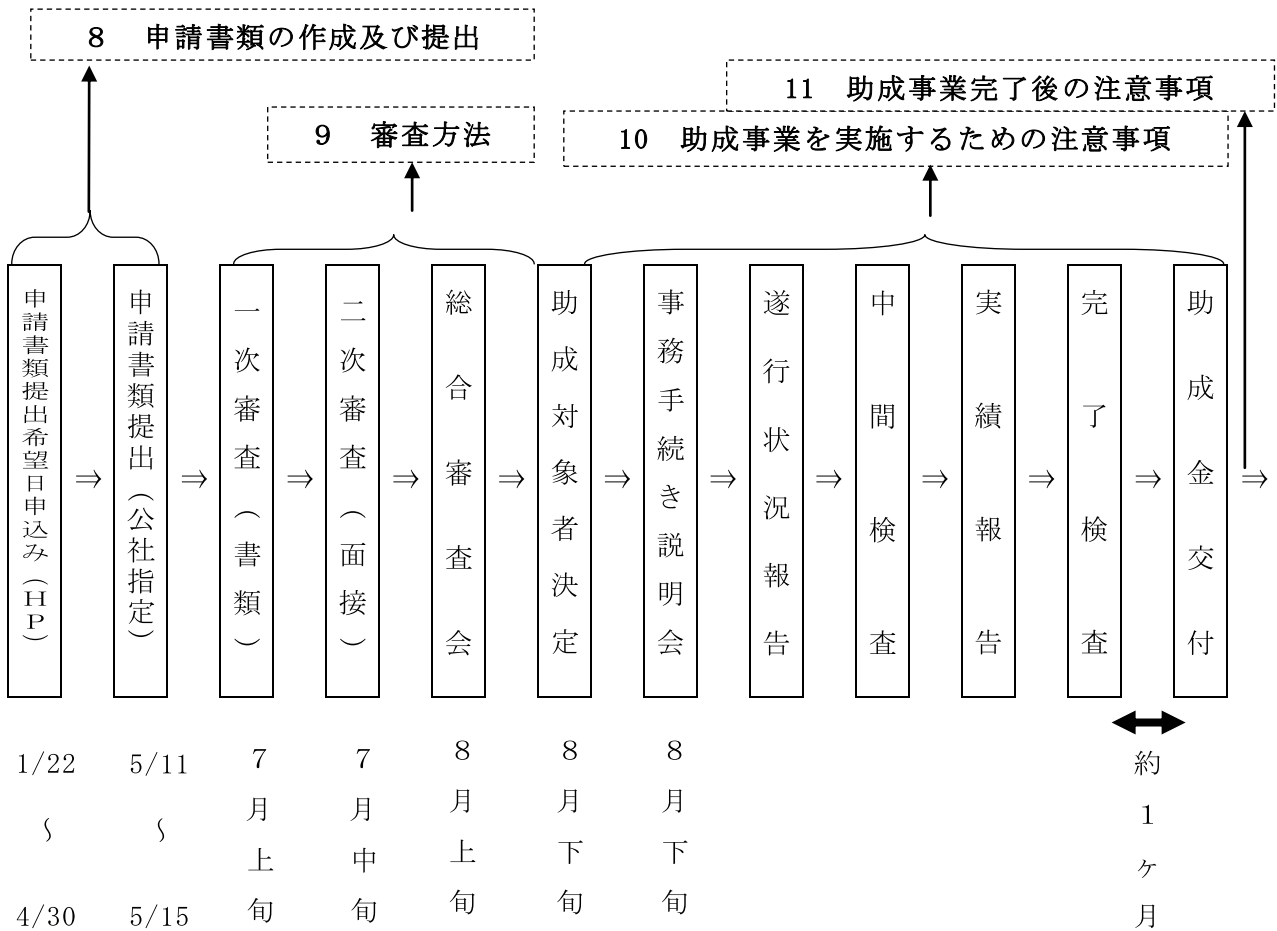 8　申請書類の作成及び提出
11　助成事業完了後の注意事項
9　審査方法
10　助成事業を実施するための注意事項
申請書類提出希望日申込み（HP）
⇒
申請書類提出（公社指定）
⇒
一次審査（書類）
⇒
二次審査（面接）
⇒
総合審査会
⇒
助成対象者決定
⇒
事務手続き説明会
⇒
遂行状況報告
⇒
中間検査
⇒
実績報告
⇒
完了検査
⇒
助成金交付
⇒
1/22～4/30
5/11～5/15
7月上旬
7月中旬
8月上旬
8月下旬
8月下旬
約1ヶ月